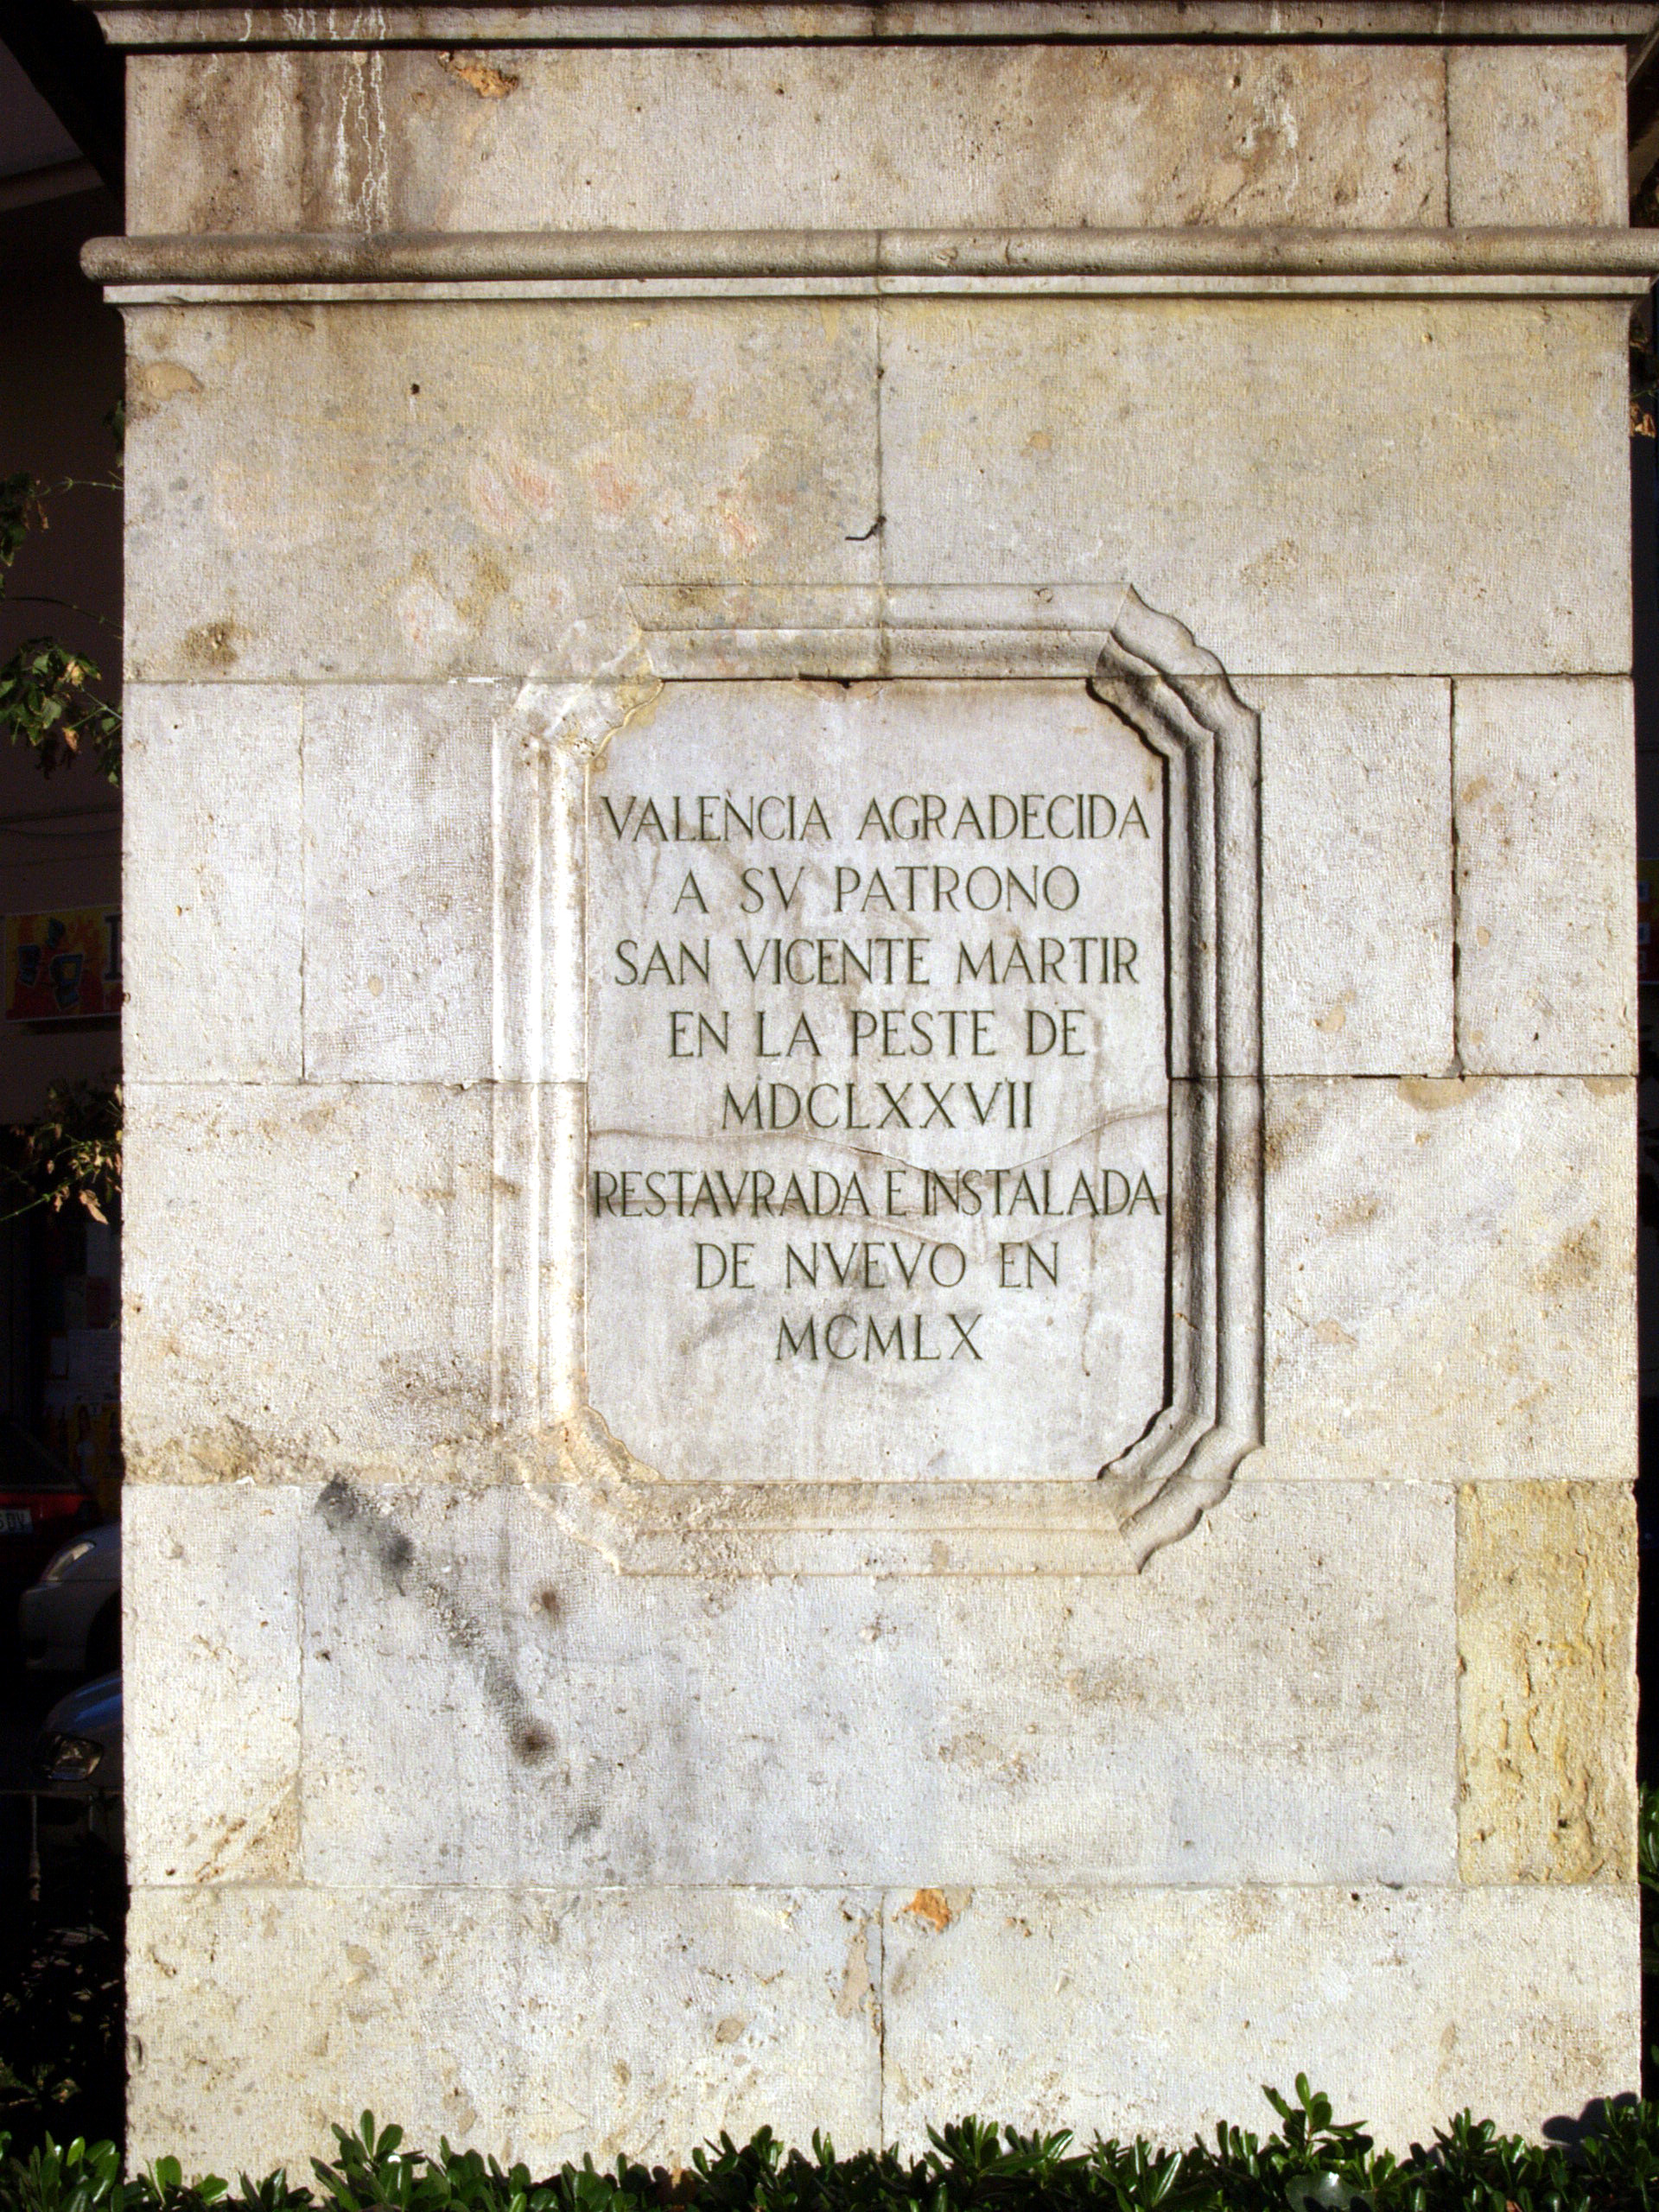 VALENCIA AGRADECIDA
A SV PATRONO
SAN VICENTE MARTIR
EN LA PESTE DE
MDCLXXVII
RESTAVRADA E INSTALADA
DE NVEVO EN
MCMLX